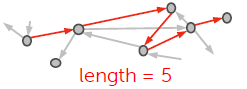 length = 5